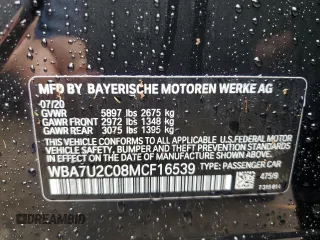 MFD BY BAYERISCHE MOTOREN WERKE AG
07/20
GVWR 5897 lbs 2675 kg
GAWR FRONT 2972 lbs 1348 kg
GAWR REAR 3075 lbs 1395 kg
THIS VEHICLE CONFORMS TO ALL APPLICABLE U.S. FEDERAL MOTOR
VEHICLE SAFETY, BUMPER, AND THEFT PREVENTION STANDARDS
IN EFFECT ON THE DATE OF MANUFACTURE SHOWN ABOVE.
WBA7U2C08MCF16539 TYPE: PASSENGER CAR
475/9
EPIC AMBID